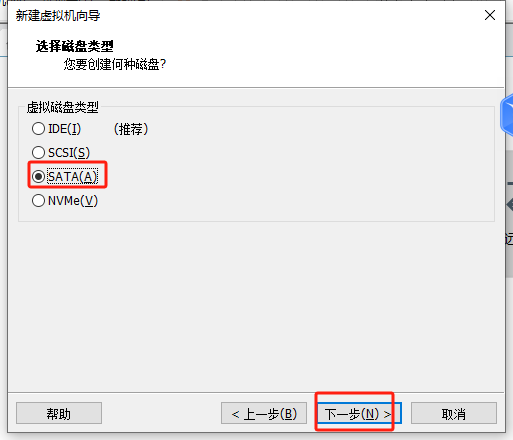 新建虚拟机向导
选择磁盘类型
您要创建何种磁盘?
虚拟磁盘类型
IDE(I) （推荐）
SCSI(S)
SATA(A)
NVMe(V)
帮助 < 上一步(B) 下一步(N) > 取消